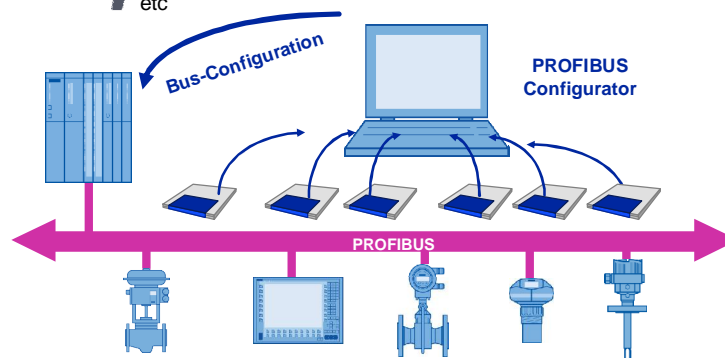 etc
Bus-Configuration
PROFIBUS
Configurator
PROFIBUS